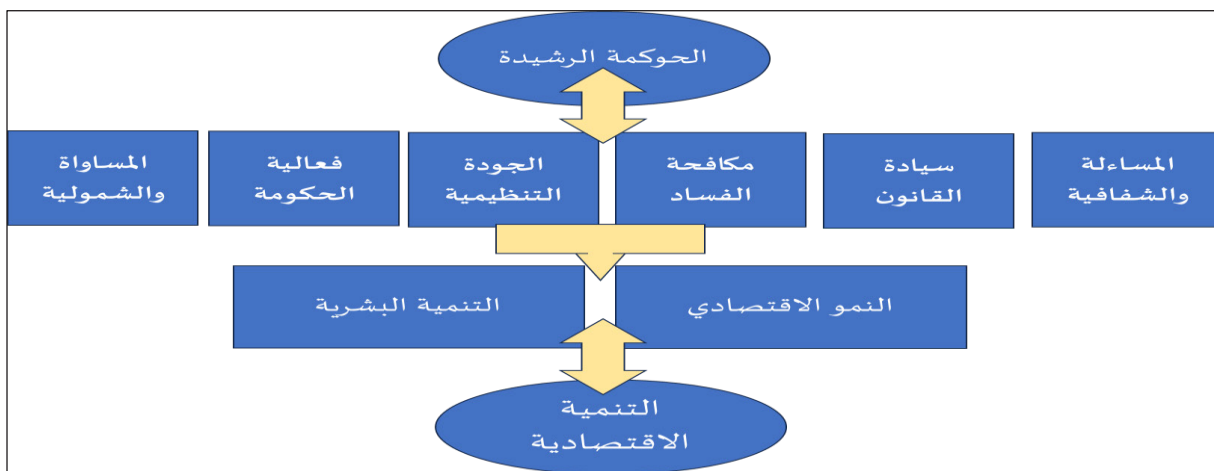 الحوكمة الرشيدة
المساءلة
والشفافية
سيادة
القانون
مكافحة
الفساد
الجودة
التنظيمية
فعالية
الحكومة
المساواة
والشمولية
النمو الاقتصادي
التنمية البشرية
التنمية
الاقتصادية